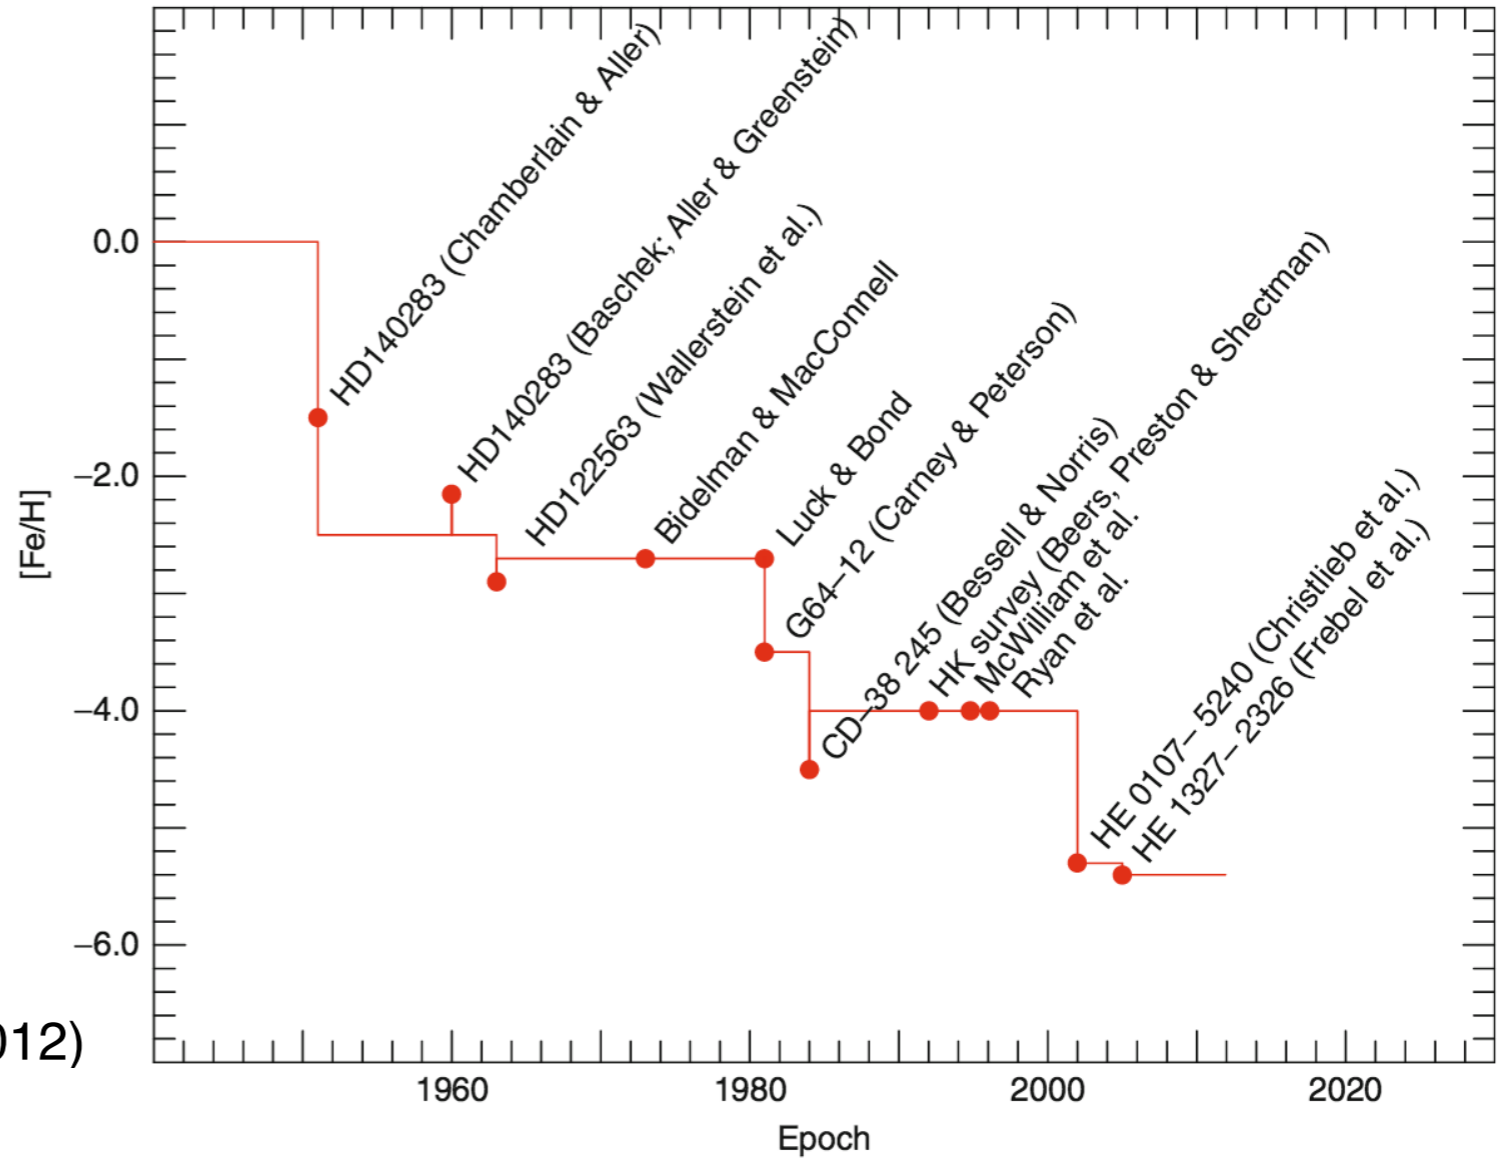 HD140283 (Chamberlain & Aller)
HD140283 (Baschek; Aller & Greenstein)
HD122563 (Wallerstein et al.)
Bidelman & MacConnell
Luck & Bond
G64–12 (Carney & Peterson)
CD–38 245 (Bessell & Norris)
HK survey (Beers, Preston & Shectman)
McWilliam et al.
Ryan et al.
HE 0107– 5240 (Christlieb et al.)
HE 1327– 2326 (Frebel et al.)
[Fe/H]
0.0
–2.0
–4.0
–6.0
012)
1960 1980 2000 2020
Epoch